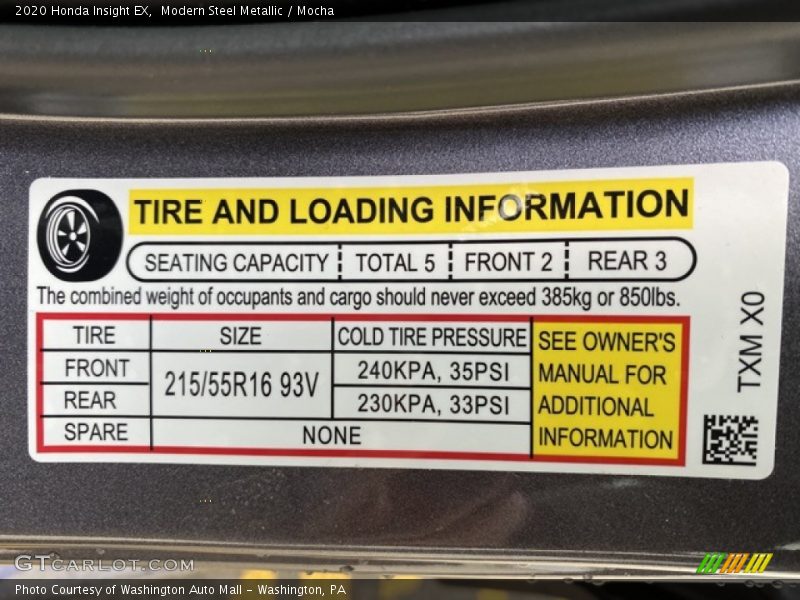 2020 Honda Insight EX, Modern Steel Metallic / Mocha
TIRE AND LOADING INFORMATION
SEATING CAPACITY TOTAL 5 FRONT 2 REAR 3
The combined weight of occupants and cargo should never exceed 385kg or 850lbs.
TIRE SIZE COLD TIRE PRESSURE
FRONT 215/55R16 93V 240KPA, 35PSI
REAR 230KPA, 33PSI
SPARE NONE
SEE OWNER'S
MANUAL FOR
ADDITIONAL
INFORMATION
TXM X0
GTCARLOT.COM
Photo Courtesy of Washington Auto Mall - Washington, PA